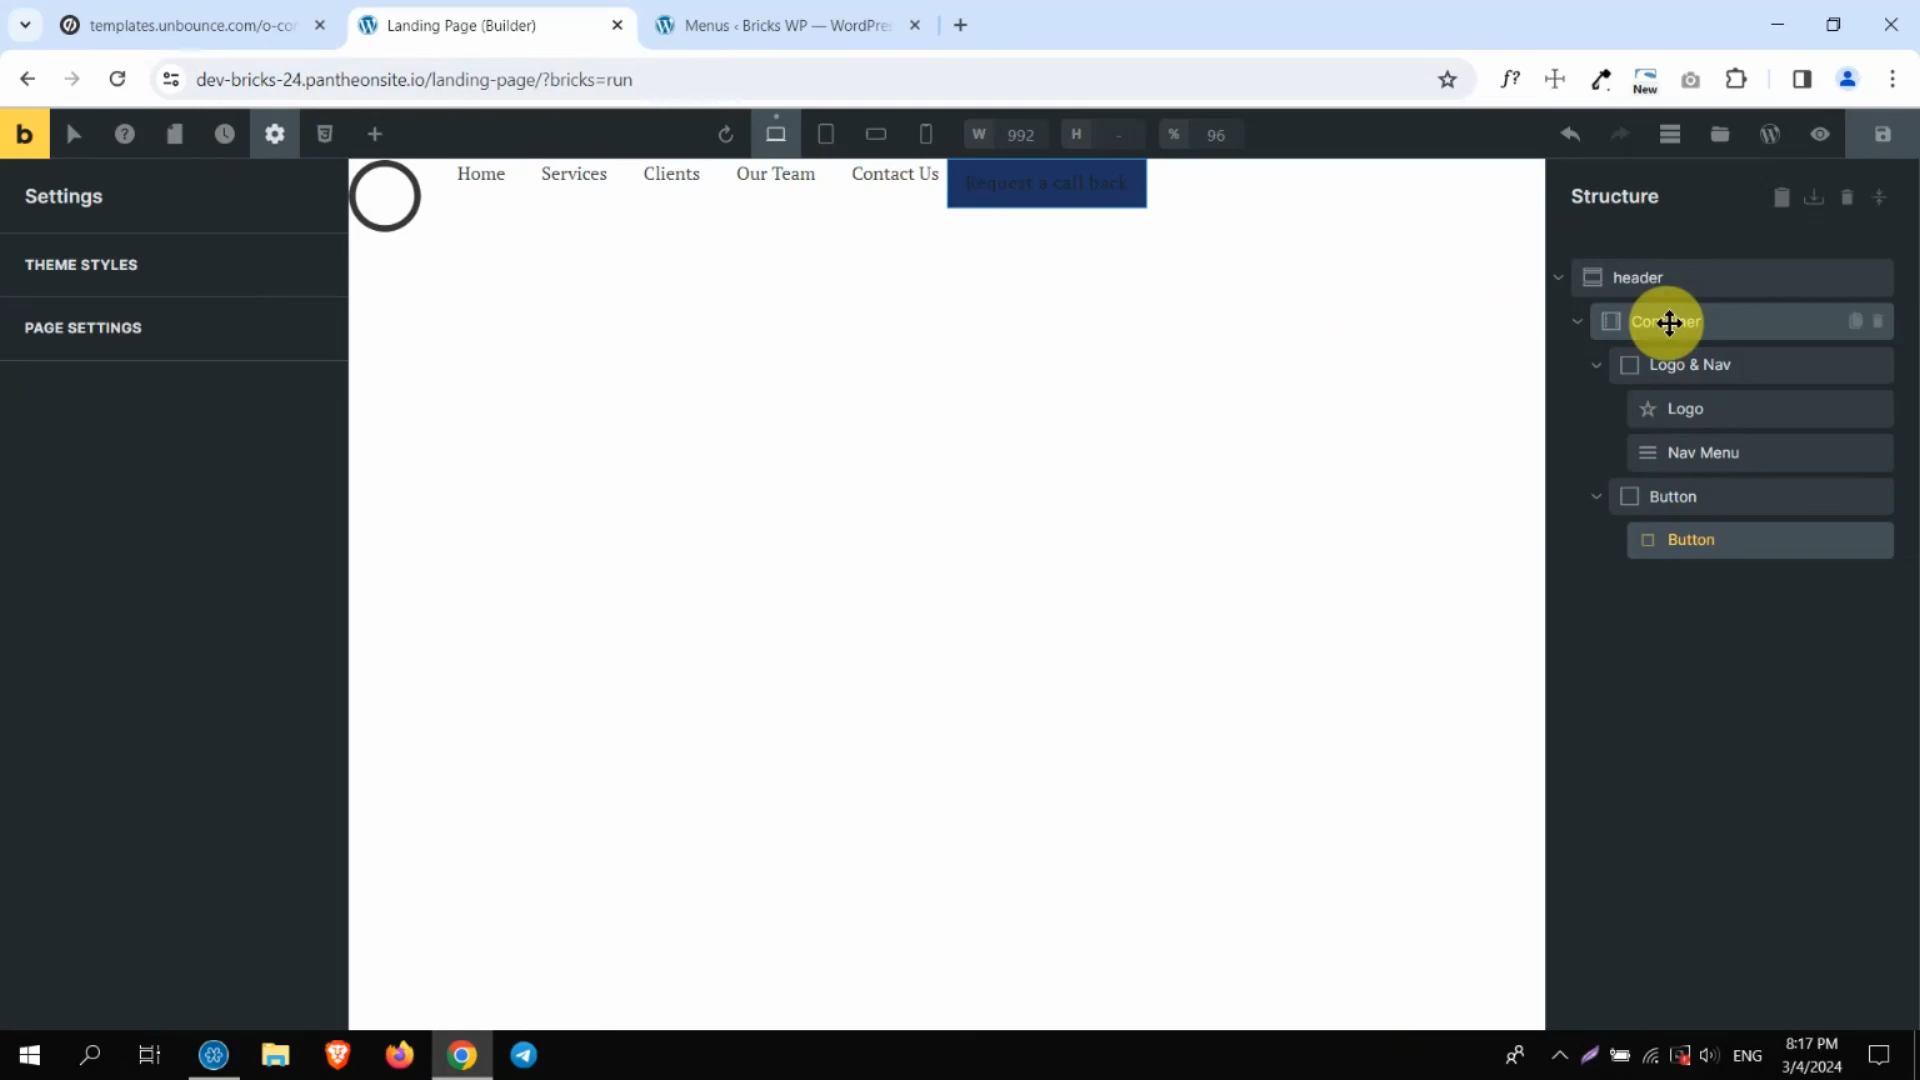 templates.unbounce.com/o-co
Landing Page (Builder)
Menus ‹ Bricks WP — WordPre
dev-bricks-24.pantheonsite.io/landing-page/?bricks=run
f?
New
b
W 992
H -
% 96
Settings
THEME STYLES
PAGE SETTINGS
Home
Services
Clients
Our Team
Contact Us
Request a call back
Structure
header
Container
Logo & Nav
Logo
Nav Menu
Button
Button
ENG
8:17 PM
3/4/2024